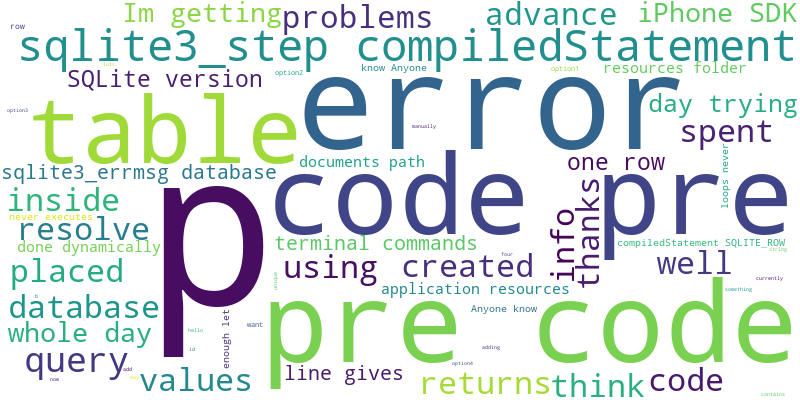 Im getting
problems
advance
iPhone SDK
row
sqlite3_step
compiledStatement
lots
know Anyone
option1
resources folder
SQLite version
option2
error
table
day trying
option3
manually
spent
documents path
one row
sqlite3_errmsg database
code
pre
loops never
p
inside
info
thanks
never executes
resolve
done dynamically
terminal commands
compiledStatement SQLITE_ROW
string
well
placed
using
created
currently
unique
four
application resources
something
database
b
pre code
Anyone know
enough let
want
hello
whole day
id
adding
query
option4
add
line gives
now
values
returns
think
code
contains